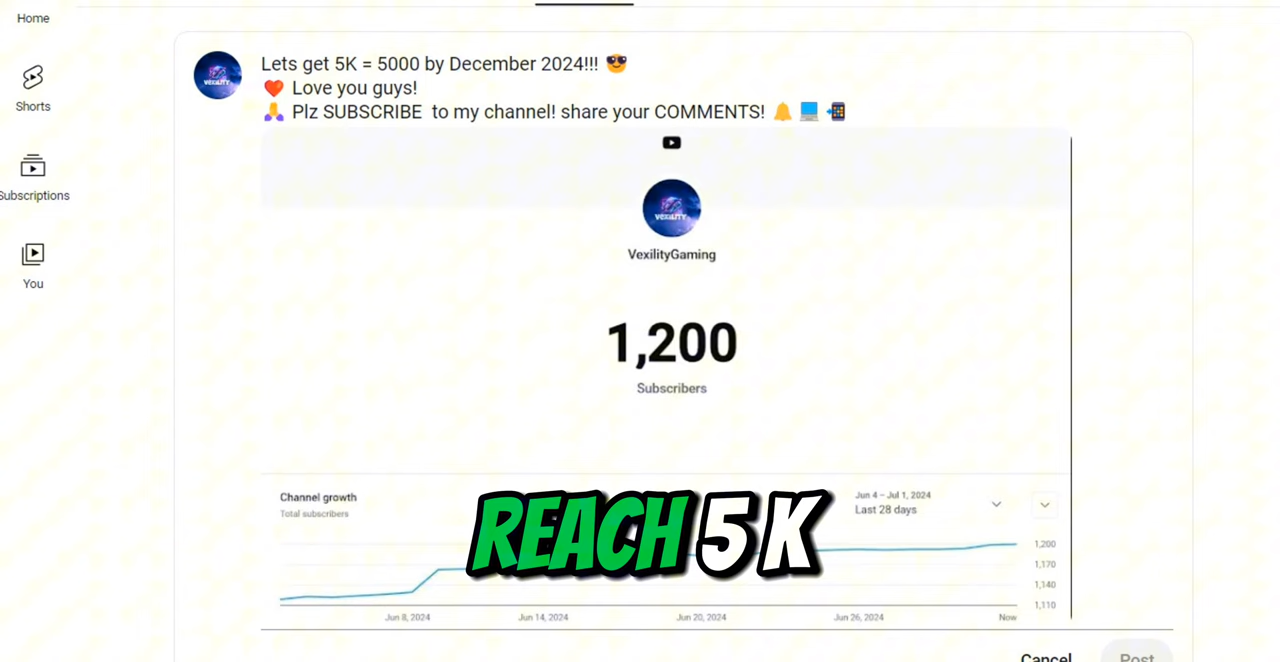 Home
Lets get 5K = 5000 by December 2024!!! 😎
❤️ Love you guys!
🙏 Plz SUBSCRIBE to my channel! share your COMMENTS! 🔔 💻 📲
Shorts
Subscriptions
You
VEXILITY
VEXILITY
VexilityGaming
1,200
Subscribers
Channel growth
Total subscribers
Jun 4 – Jul 1, 2024
Last 28 days
REACH 5 K
1,200
1,170
1,140
1,110
Jun 8, 2024
Jun 14, 2024
Jun 20, 2024
Jun 26, 2024
Now
Cancel
Post